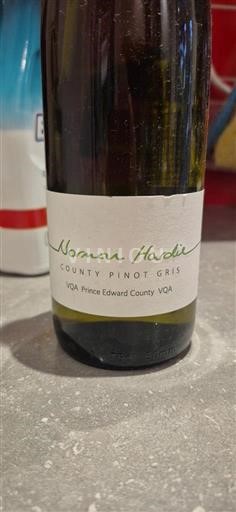 Norman Hardie
COUNTY PINOT GRIS
VQA Prince Edward County VQA